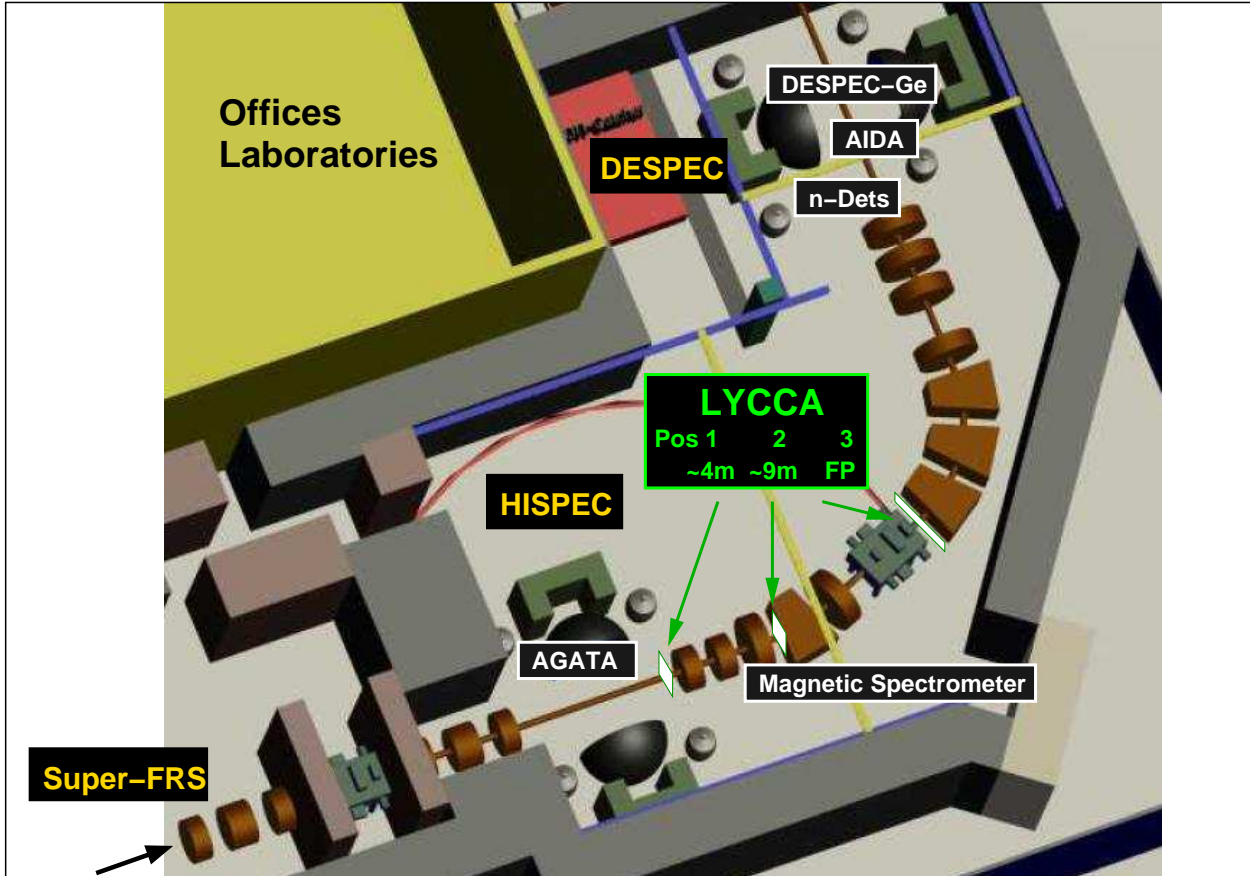 Offices
Laboratories
DESPEC
DESPEC–Ge
AIDA
n–Dets
LYCCA
Pos 1 2 3
~4m ~9m FP
HISPEC
AGATA
Magnetic Spectrometer
Super–FRS